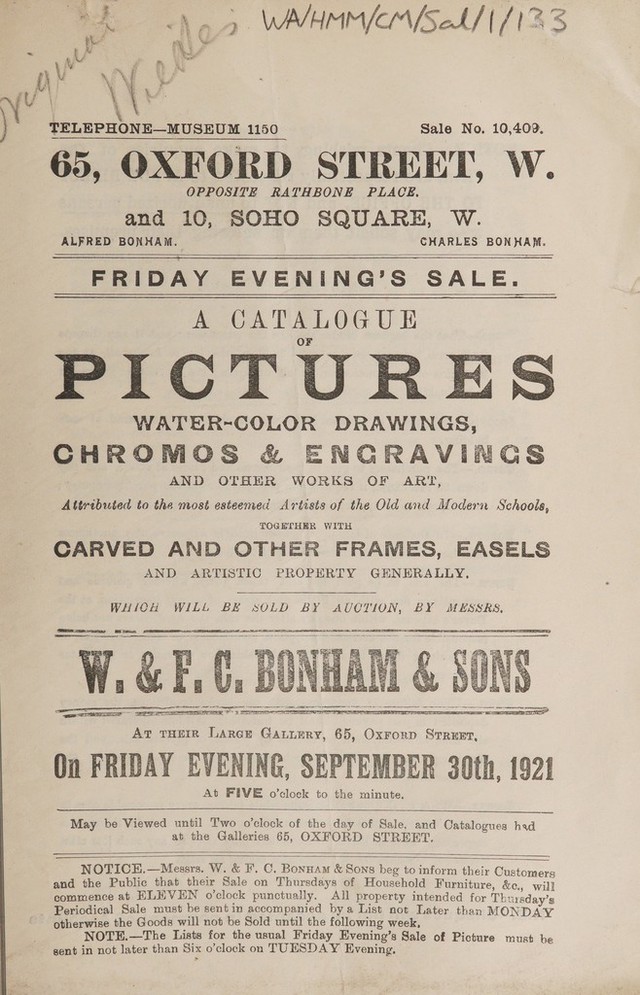 WA/HMM/CM/Sal/1/133
Original
TELEPHONE—MUSEUM 1150 Sale No. 10,409.
65, OXFORD STREET, W.
OPPOSITE RATHBONE PLACE.
and 10, SOHO SQUARE, W.
ALFRED BONHAM. CHARLES BONHAM.
FRIDAY EVENING'S SALE.
A CATALOGUE
OF
PICTURES
WATER-COLOR DRAWINGS,
CHROMOS & ENGRAVINGS
AND OTHER WORKS OF ART,
Attributed to the most esteemed Artists of the Old and Modern Schools,
TOGETHER WITH
CARVED AND OTHER FRAMES, EASELS
AND ARTISTIC PROPERTY GENERALLY.
WHICH WILL BE SOLD BY AUCTION, BY MESSRS.
W. & F. C. BONHAM & SONS
AT THEIR LARGE GALLERY, 65, OXFORD STREET,
On FRIDAY EVENING, SEPTEMBER 30th, 1921
At FIVE o'clock to the minute.
May be Viewed until Two o'clock of the day of Sale, and Catalogues had
at the Galleries 65, OXFORD STREET.
NOTICE.—Messrs. W. & F. C. BONHAM & SONS beg to inform their Customers
and the Public that their Sale on Thursdays of Household Furniture, &c., will
commence at ELEVEN o'clock punctually. All property intended for Thursday's
Periodical Sale must be sent in accompanied by a List not Later than MONDAY
otherwise the Goods will not be Sold until the following week.
NOTE.—The Lists for the usual Friday Evening's Sale of Picture must be
sent in not later than Six o'clock on TUESDAY Evening.